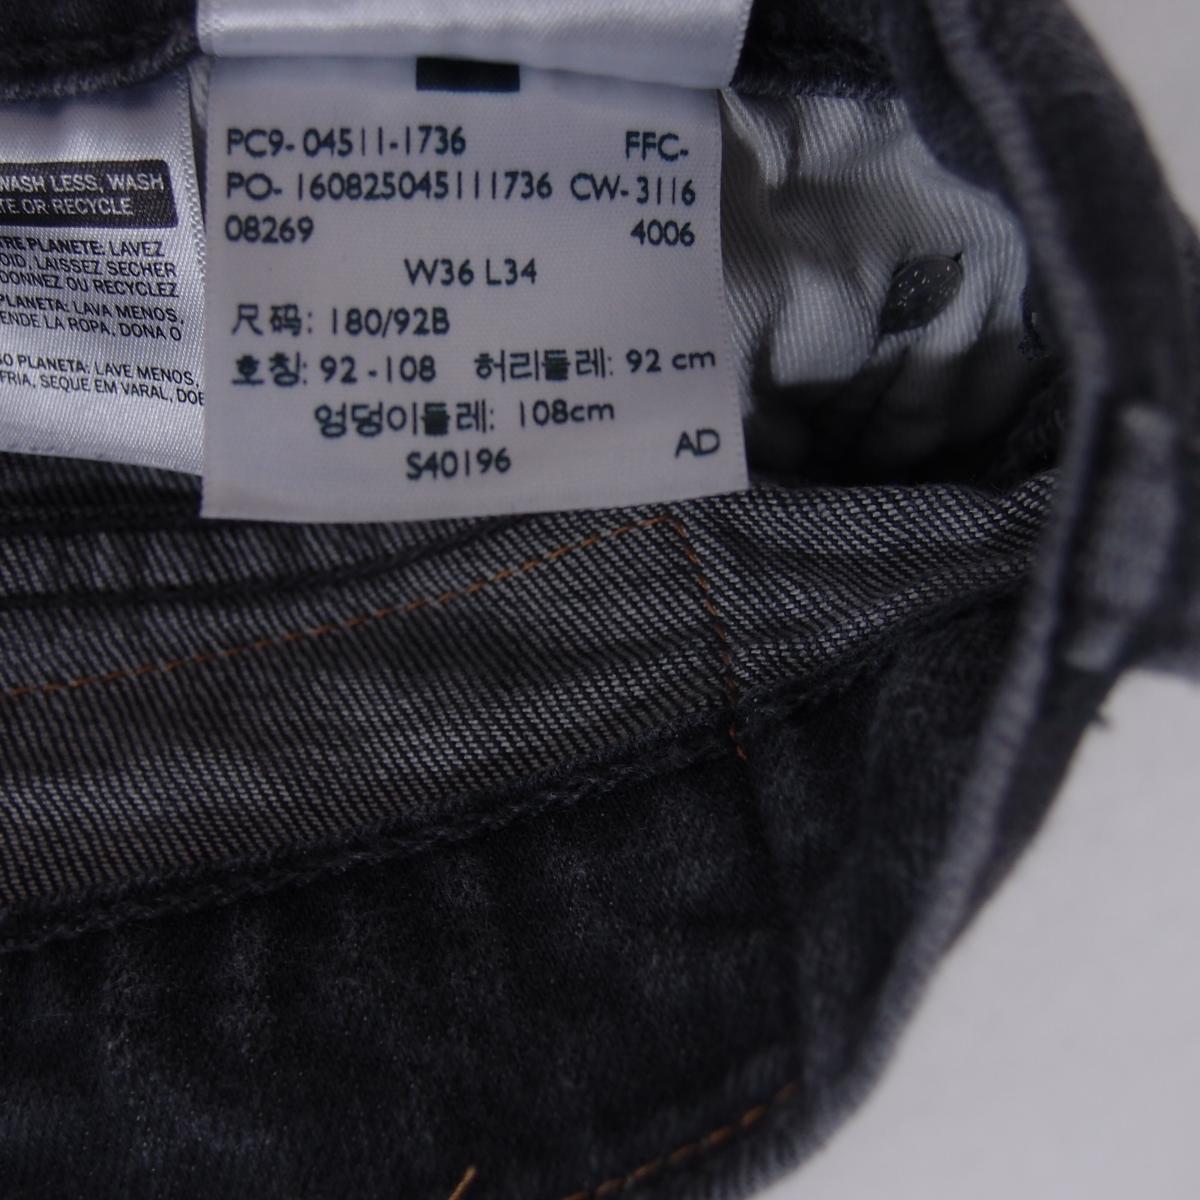 PC9- 04511-1736 FFC-
PO- 160825045111736 CW- 3116
08269 4006
W36 L34
尺码: 180/92B
호칭: 92 -108 허리둘레: 92 cm
엉덩이둘레: 108cm
S40196 AD
WASH LESS, WASH
TE OR RECYCLE
TRE PLANETE: LAVEZ
OID, LAISSEZ SECHER
DONNEZ OU RECYCLEZ
PLANETA: LAVA MENOS,
ENDE LA ROPA, DONA O
O PLANETA: LAVE MENOS,
FRIA, SEQUE EM VARAL, DOE